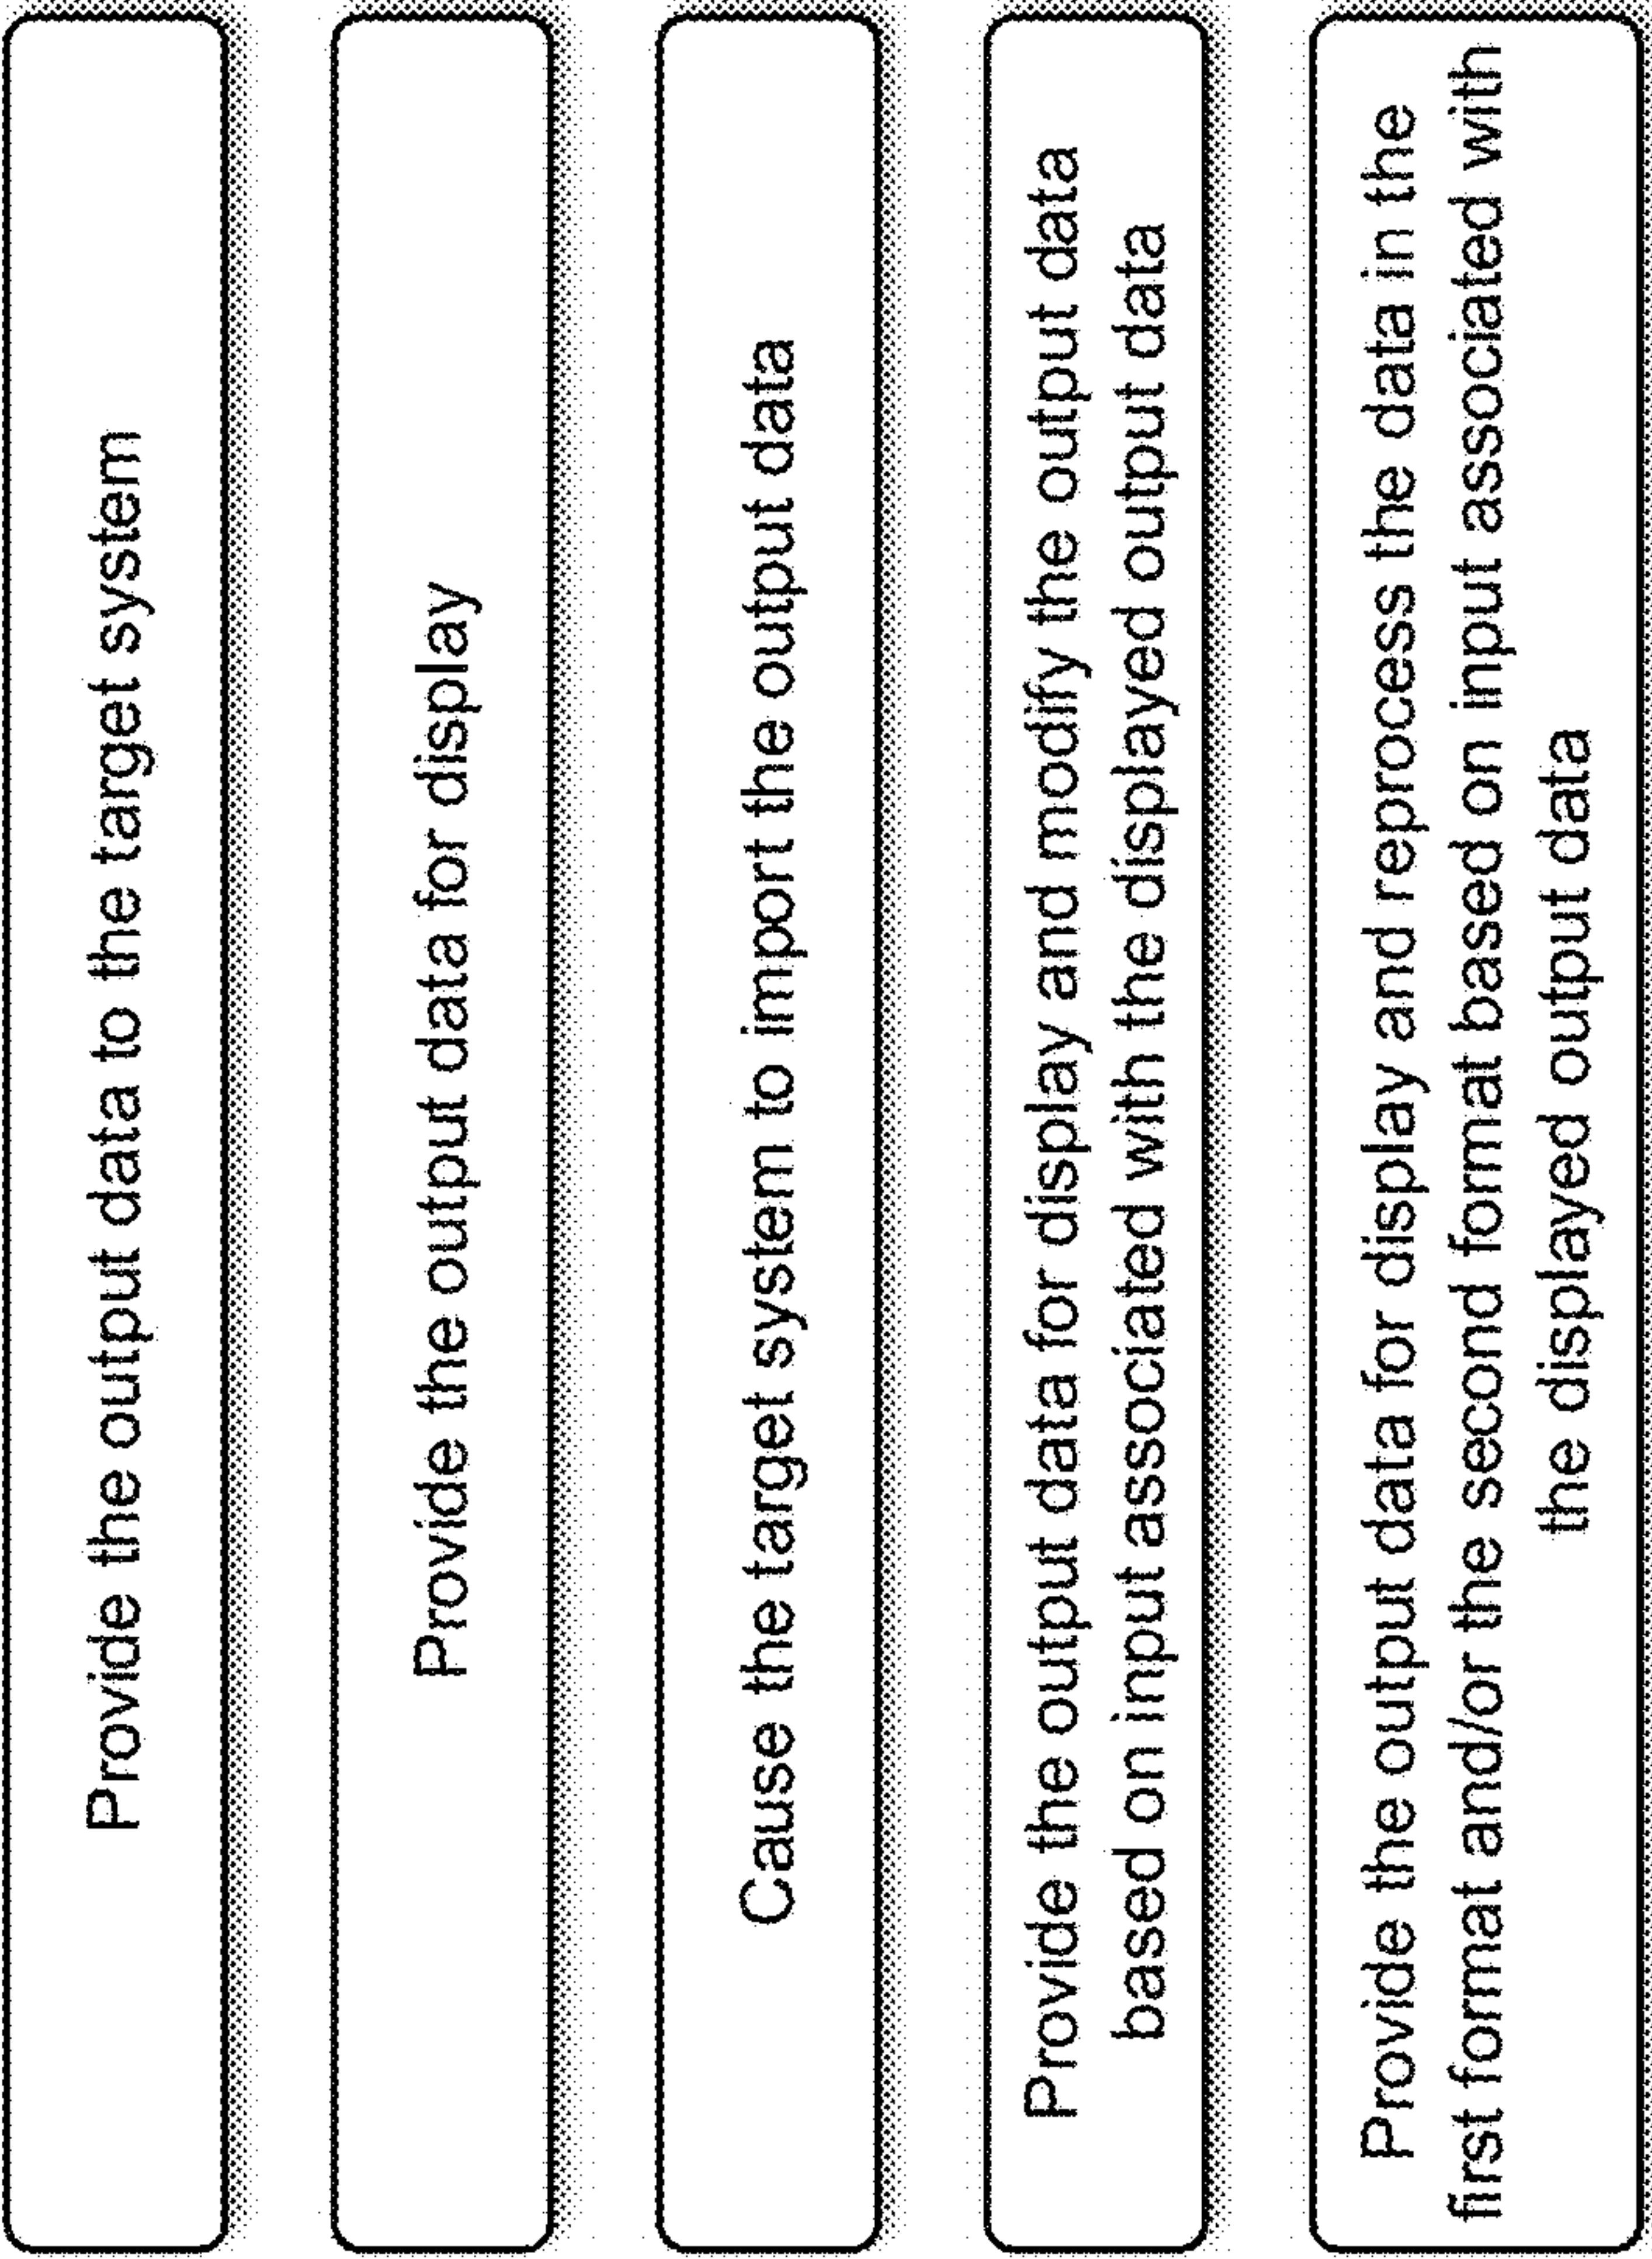 Provide the output data to the target system
Provide the output data for display
Cause the target system to import the output data
Provide the output data for display and modify the output data
based on input associated with the displayed output data
Provide the output data for display and reprocess the data in the
first format and/or the second format based on input associated with
the displayed output data